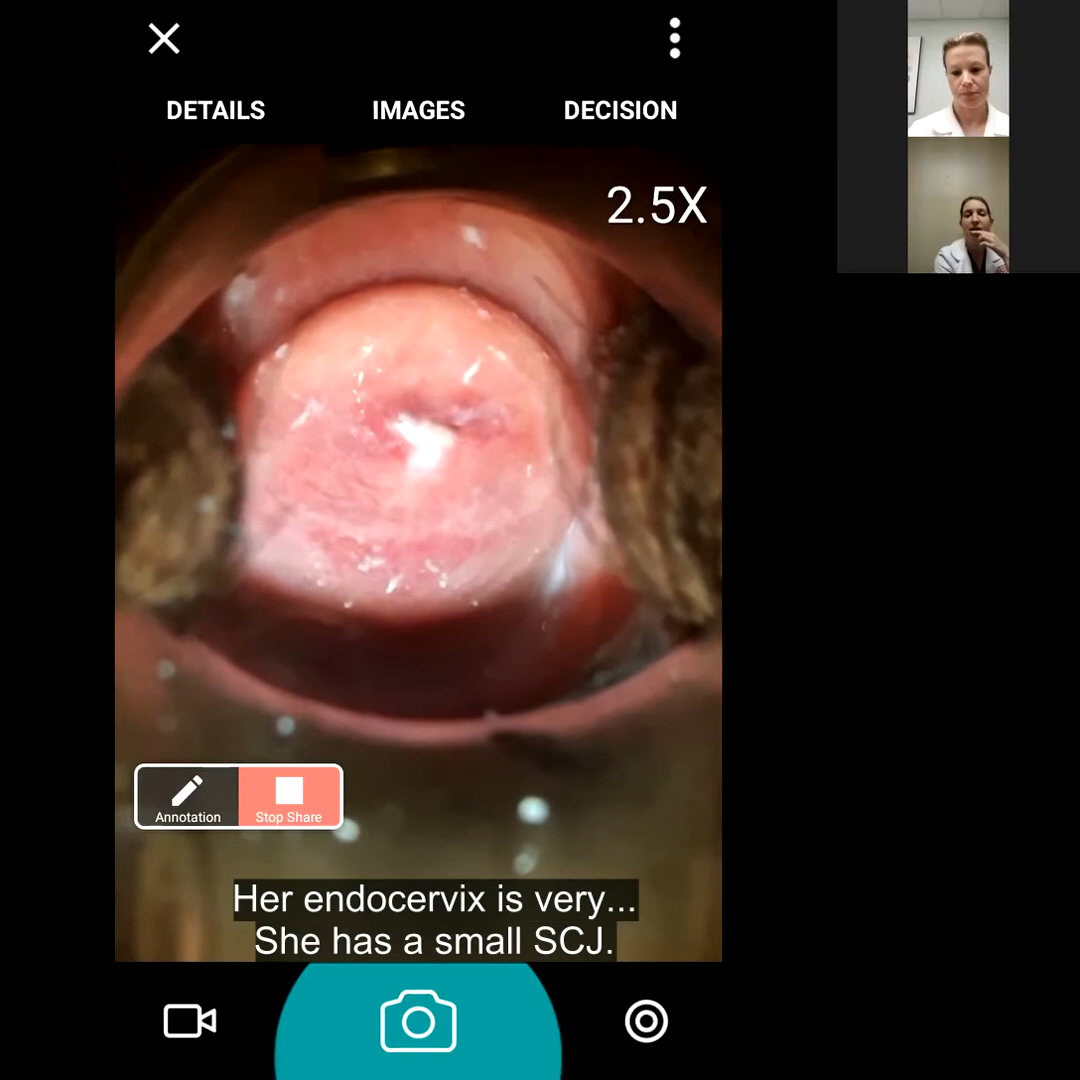 DETAILS IMAGES DECISION
2.5X
Annotation Stop Share
Her endocervix is very...
She has a small SCJ.